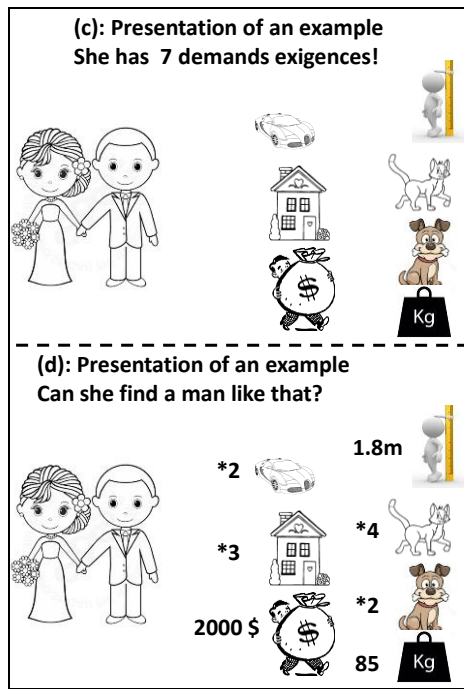 (c): Presentation of an example
She has 7 demands exigences!
$
Kg
(d): Presentation of an example
Can she find a man like that?
1.8m
*2
*4
*3
*2
2000 $
$
85
Kg